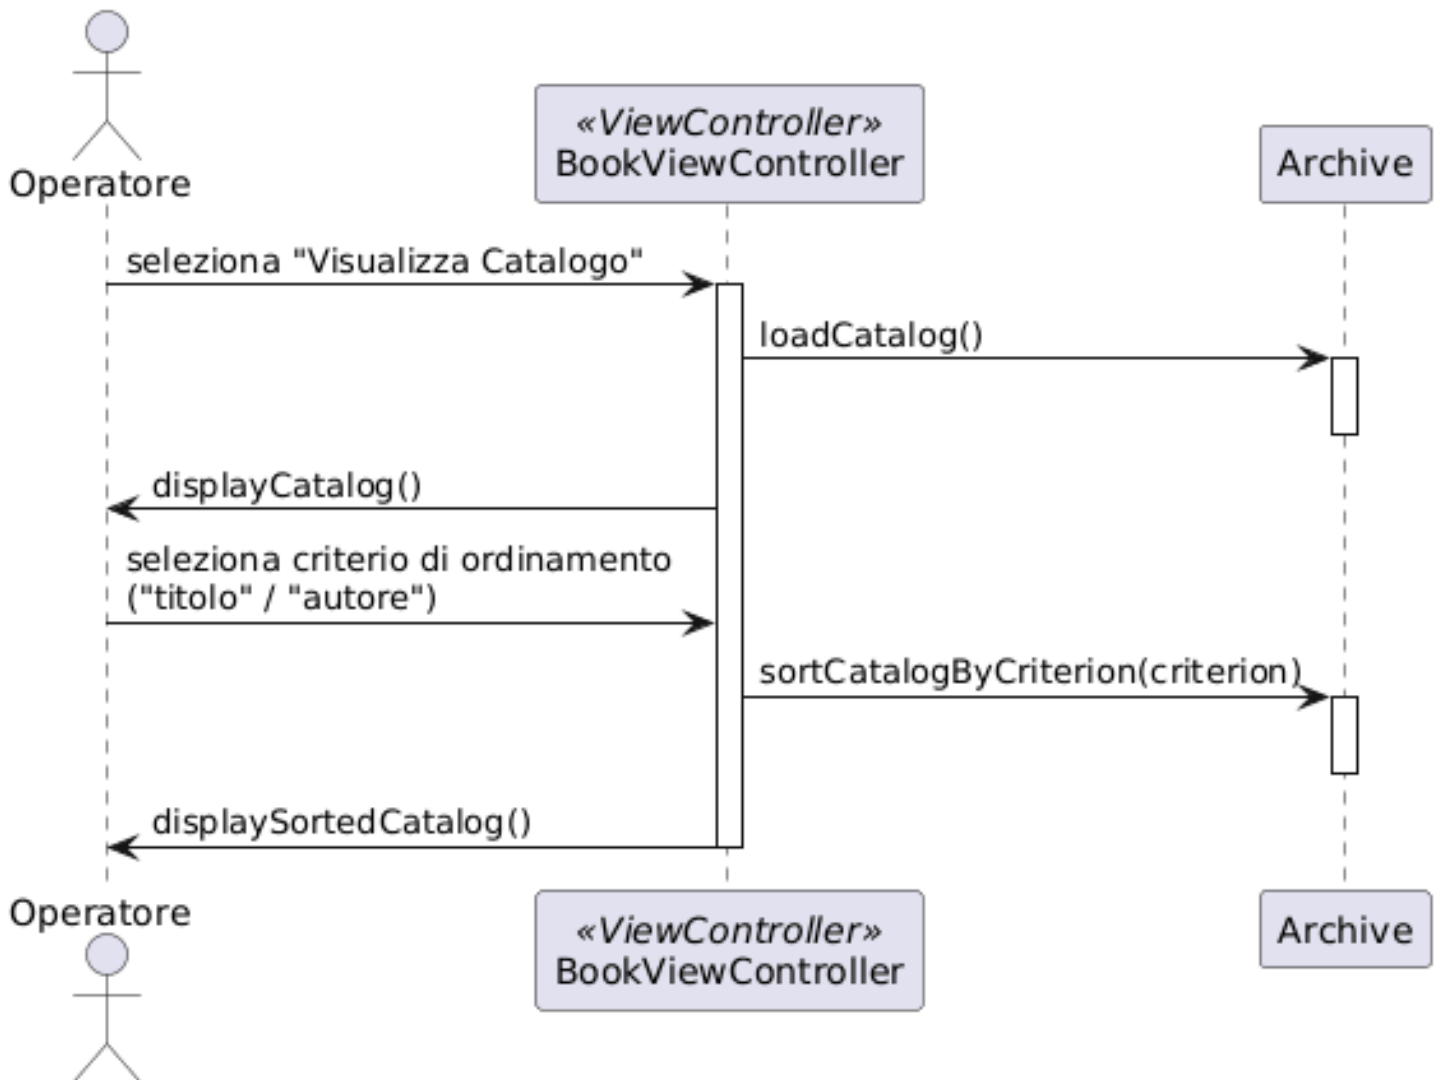 Operatore
«ViewController»
BookViewController
Archive
seleziona "Visualizza Catalogo"
loadCatalog()
displayCatalog()
seleziona criterio di ordinamento
("titolo" / "autore")
sortCatalogByCriterion(criterion)
displaySortedCatalog()
Operatore
«ViewController»
BookViewController
Archive